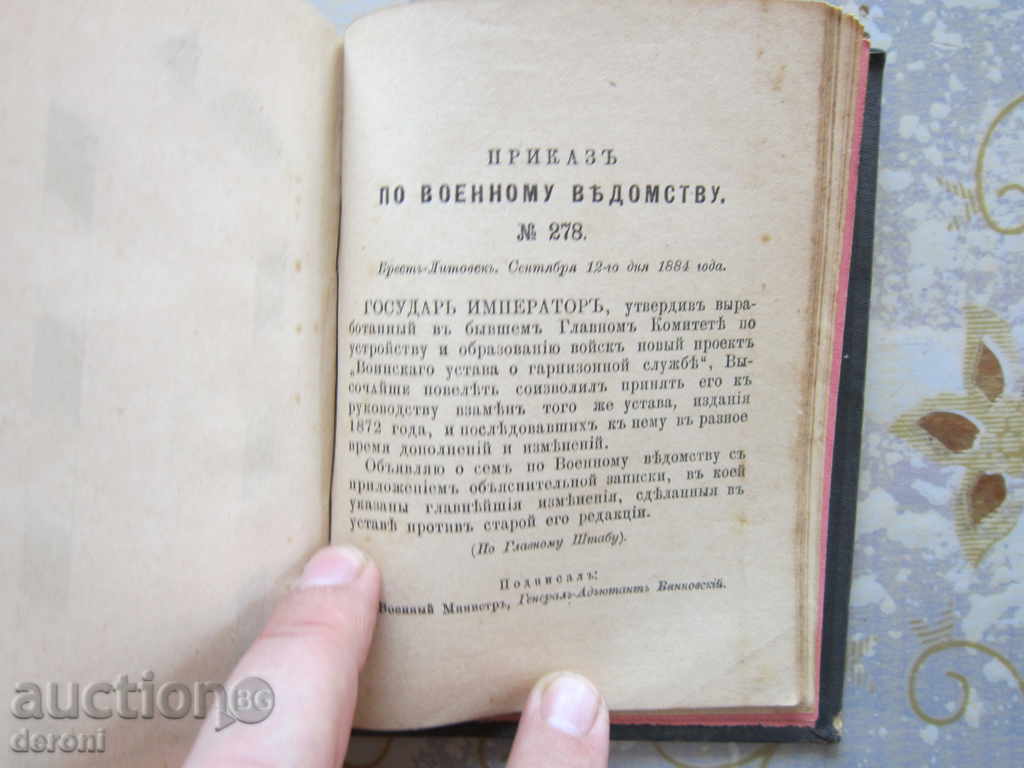 ПРИКАЗЪ
ПО ВОЕННОМУ ВѢДОМСТВУ.
№ 278.
Брестъ-Литовск. Сентября 12-го дня 1884 года.
ГОСУДАРЬ ИМПЕРАТОРЪ, утвердив выра-
ботанный въ бывшемъ Главномъ Комитетѣ по
устройству и образованію войскъ новый проектъ
„Воинскаго устава о гарнизонной службѣ“, Вы-
сочайше повелѣть соизволилъ принять его къ
руководству взамѣнъ того же устава, изданія
1872 года, и послѣдовавшихъ къ нему въ разное
время дополненій и измѣненій.
Объявляю о семъ по Военному вѣдомству съ
приложеніемъ объяснительной записки, въ коей
указаны главнѣйшія измѣненія, сдѣланныя въ
уставѣ противъ старой его редакціи.
(По Главному Штабу).
Подписалъ:
Военный Министръ, Генералъ-Адъютантъ Ванновскій.
auction BG
deroni